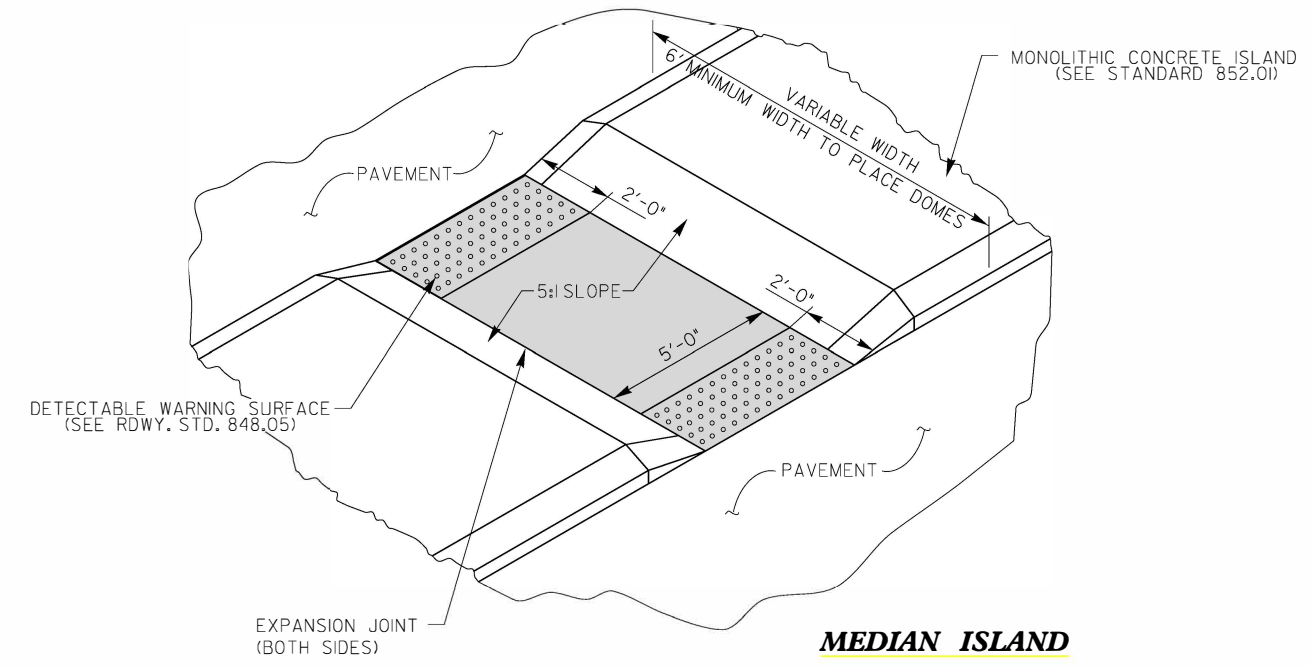 MONOLITHIC CONCRETE ISLAND
(SEE STANDARD 852.01)
VARIABLE WIDTH
6' MINIMUM WIDTH TO PLACE DOMES
PAVEMENT
2'-0"
5:1 SLOPE
2'-0"
5'-0"
DETECTABLE WARNING SURFACE
(SEE RDWY. STD. 848.05)
PAVEMENT
EXPANSION JOINT
(BOTH SIDES)
MEDIAN ISLAND